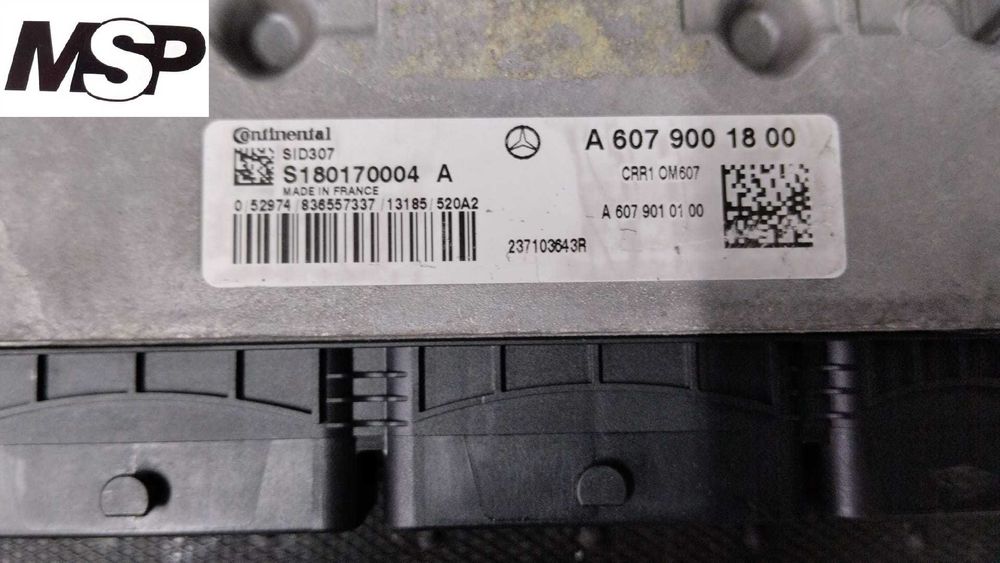 MSP
Continental
SID307
S180170004 A
MADE IN FRANCE
0/52974/836557337/13185/520A2
A 607 900 18 00
CRR1 OM607
A 607 901 01 00
237103643R